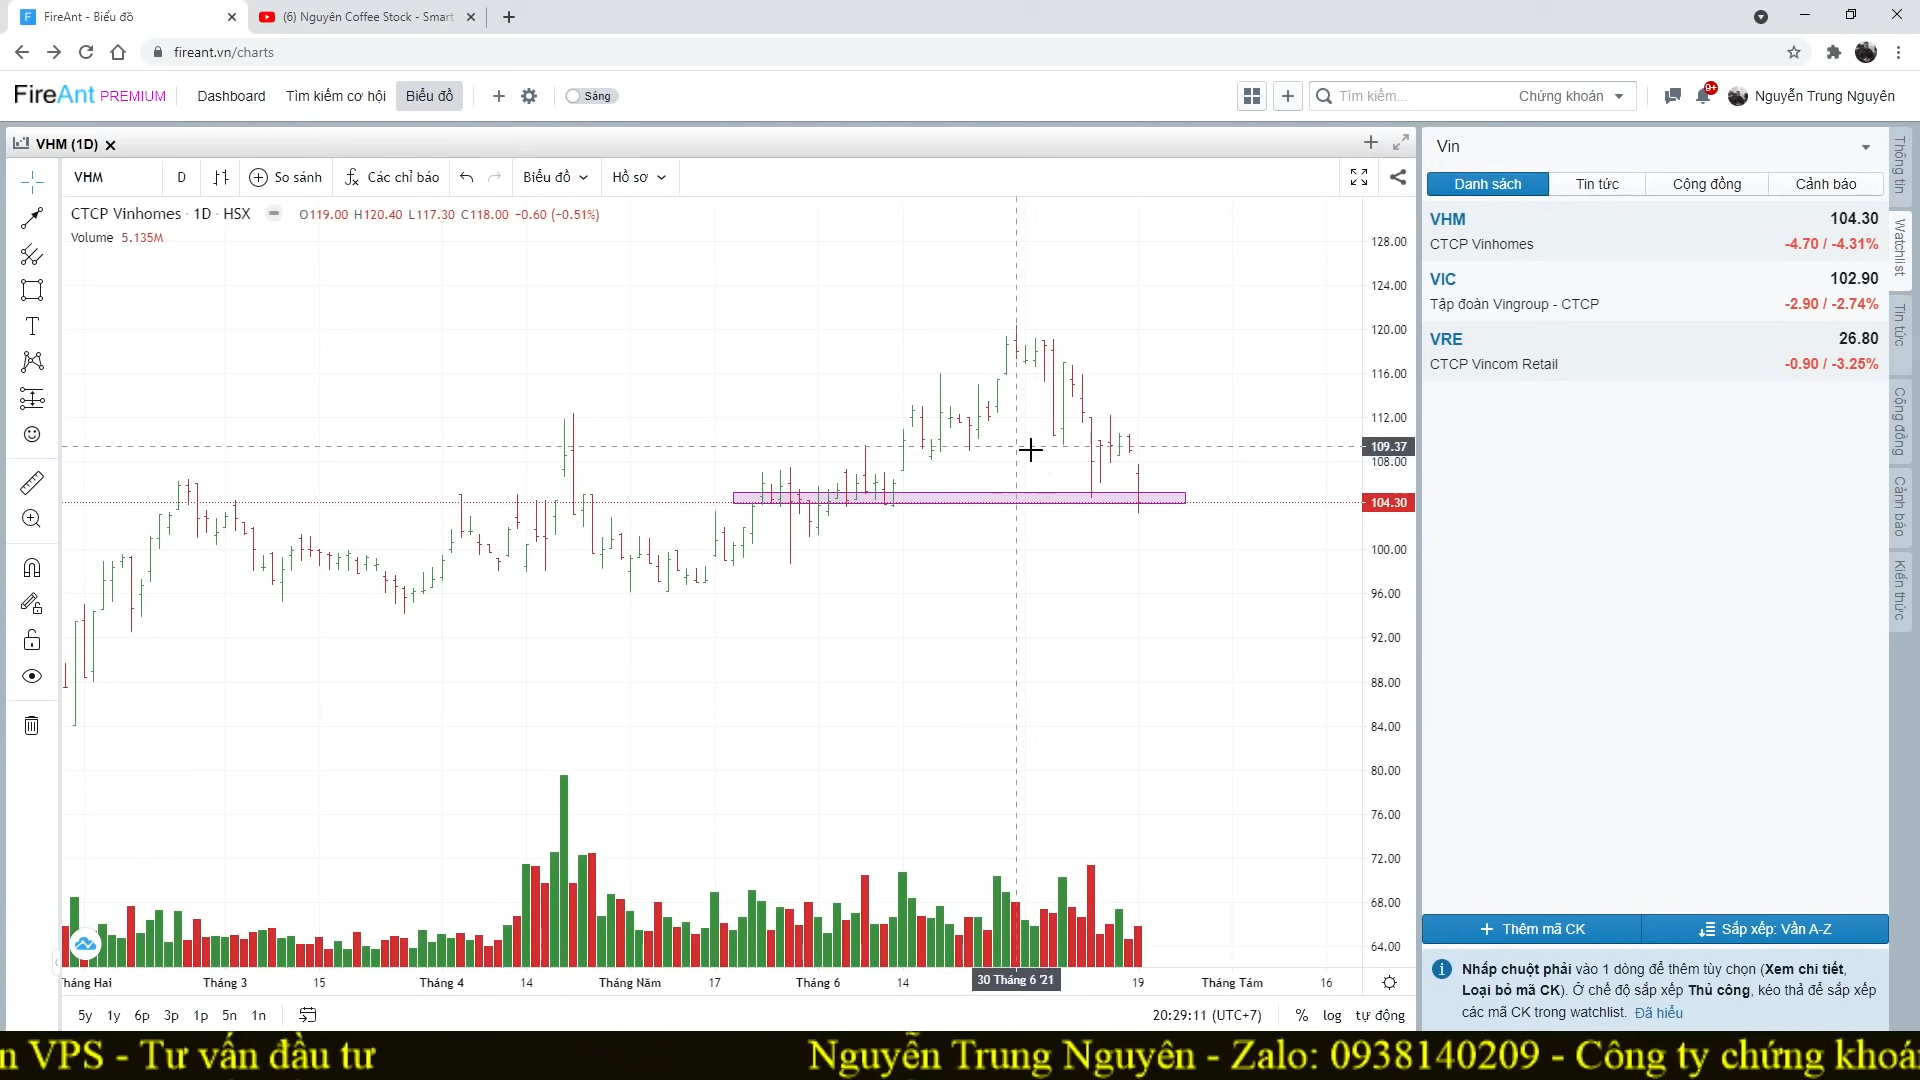 FireAnt - Biểu đồ
(6) Nguyên Coffee Stock - Smart
fireant.vn/charts
FireAnt PREMIUM
Dashboard
Tìm kiếm cơ hội
Biểu đồ
Sáng
Tìm kiếm...
Chứng khoán
9+
Nguyễn Trung Nguyên
VHM (1D)
VHM
D
So sánh
Các chỉ báo
Biểu đồ
Hồ sơ
CTCP Vinhomes · 1D · HSX
O119.00 H120.40 L117.30 C118.00 −0.60 (−0.51%)
Volume 5.135M
128.00
124.00
120.00
116.00
112.00
109.37
108.00
104.30
100.00
96.00
92.00
88.00
84.00
80.00
76.00
72.00
68.00
64.00
háng Hai
Tháng 3
15
Tháng 4
14
Tháng Năm
17
Tháng 6
14
30 Tháng 6 '21
19
Tháng Tám
16
5y
1y
6p
3p
1p
5n
1n
20:29:11 (UTC+7)
%
log
tự động
Vin
Danh sách
Tin tức
Cộng đồng
Cảnh báo
VHM
104.30
CTCP Vinhomes
-4.70 / -4.31%
VIC
102.90
Tập đoàn Vingroup - CTCP
-2.90 / -2.74%
VRE
26.80
CTCP Vincom Retail
-0.90 / -3.25%
Thêm mã CK
Sắp xếp: Vần A-Z
Nhấp chuột phải vào 1 dòng để thêm tùy chọn (Xem chi tiết,
Loại bỏ mã CK). Ở chế độ sắp xếp Thủ công, kéo thả để sắp xếp
các mã CK trong watchlist. Đã hiểu
Thông tin
Watchlist
Tin tức
Cộng đồng
Cảnh báo
Kiến thức
n VPS - Tư vấn đầu tư
Nguyễn Trung Nguyên - Zalo: 0938140209 - Công ty chứng khoá